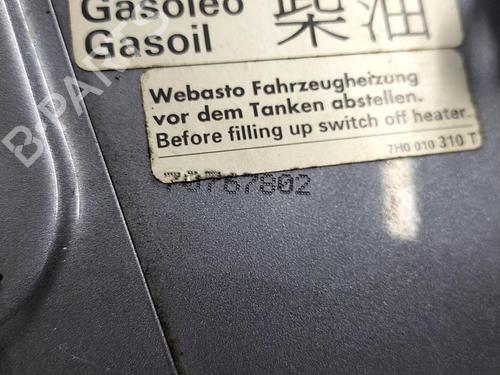 Gasoleo
Gasoil
柴油
Webasto Fahrzeugheizung
vor dem Tanken abstellen.
Before filling up switch off heater.
7H0 010 310 T
B PARTS